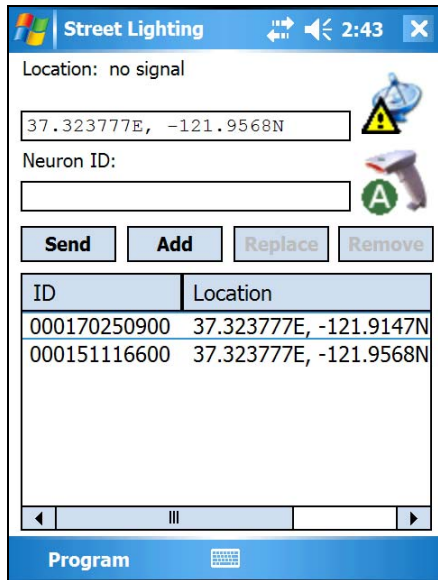 Street Lighting 2:43
Location: no signal
37.323777E, -121.9568N
Neuron ID:
A
Send Add Replace Remove
ID Location
000170250900 37.323777E, -121.9147N
000151116600 37.323777E, -121.9568N
Program